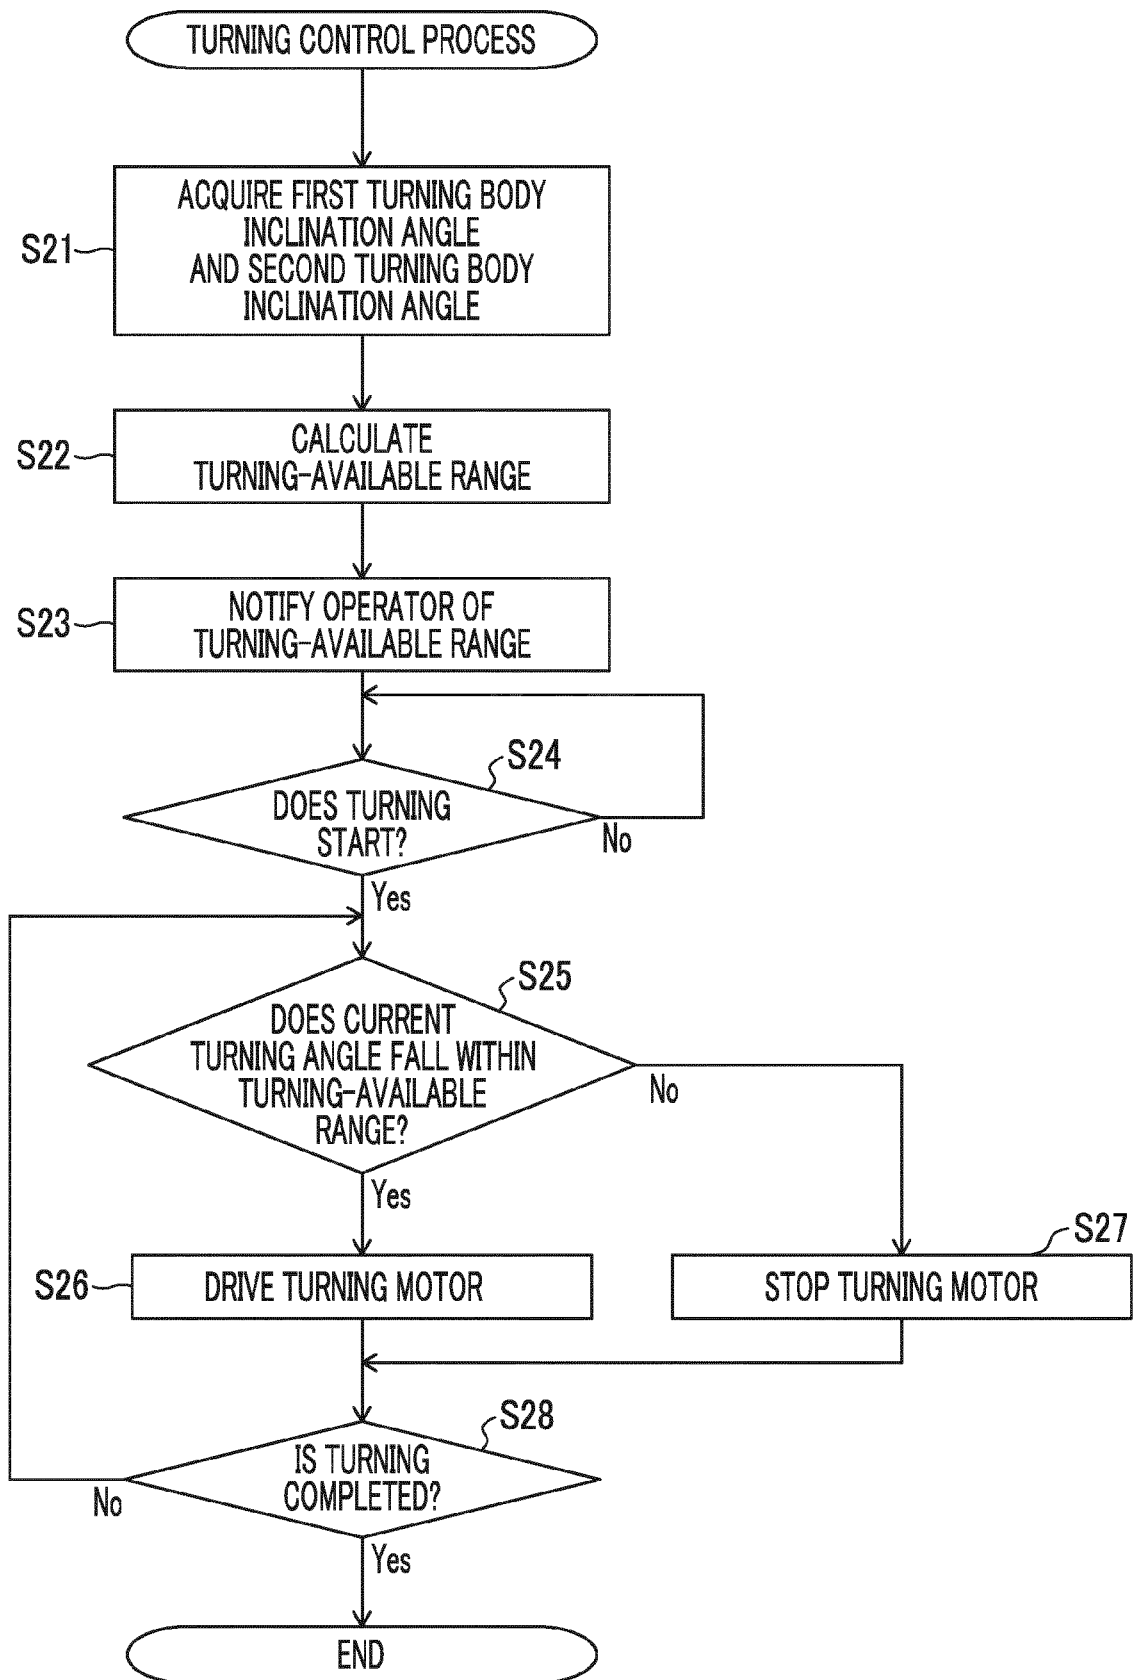 TURNING CONTROL PROCESS
S21
ACQUIRE FIRST TURNING BODY
INCLINATION ANGLE
AND SECOND TURNING BODY
INCLINATION ANGLE
S22
CALCULATE
TURNING-AVAILABLE RANGE
S23
NOTIFY OPERATOR OF
TURNING-AVAILABLE RANGE
S24
DOES TURNING
START?
No
Yes
S25
DOES CURRENT
TURNING ANGLE FALL WITHIN
TURNING-AVAILABLE
RANGE?
No
Yes
S26
DRIVE TURNING MOTOR
S27
STOP TURNING MOTOR
S28
IS TURNING
COMPLETED?
No
Yes
END